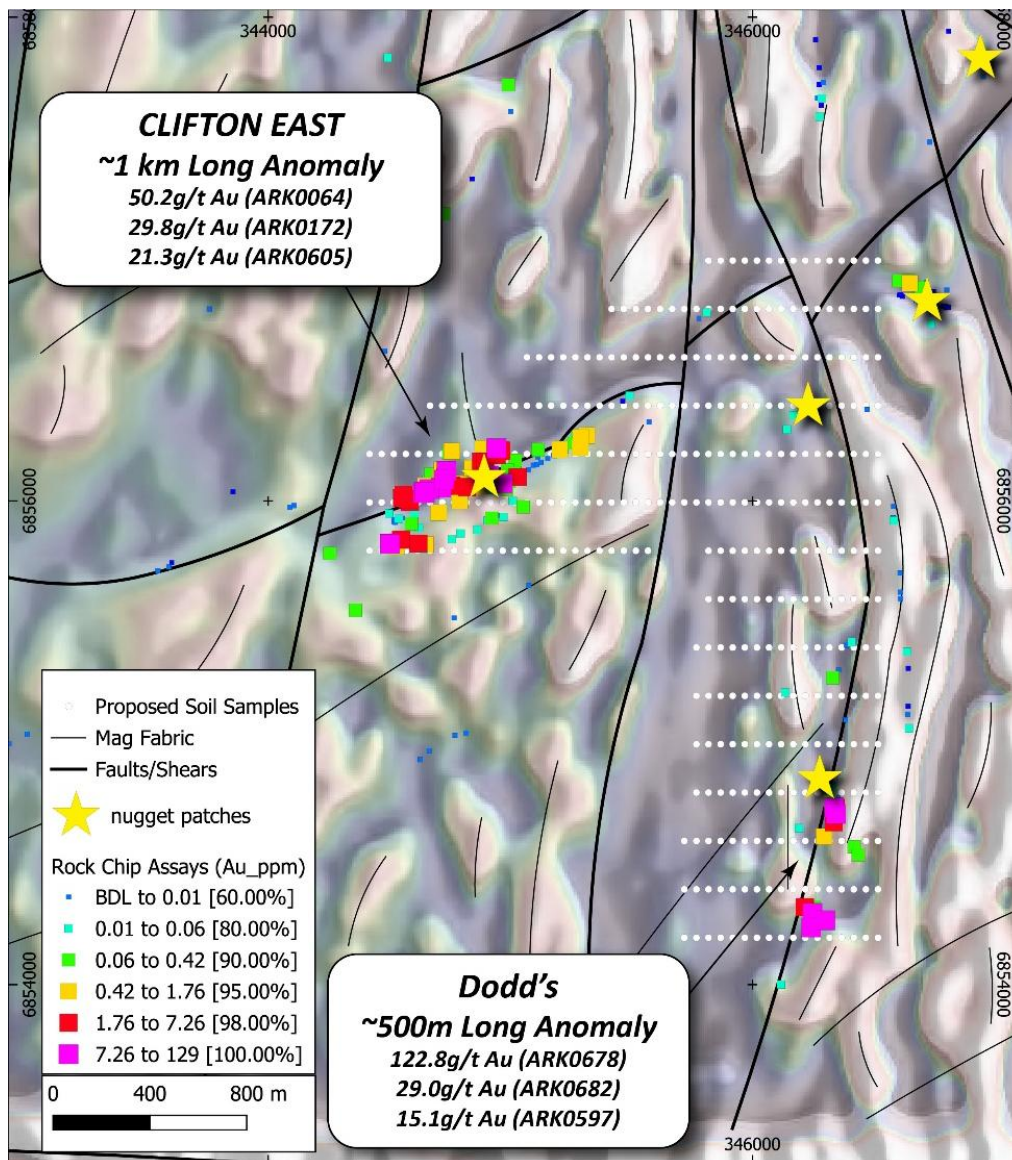 344000
346000
CLIFTON EAST
~1 km Long Anomaly
50.2g/t Au (ARK0064)
29.8g/t Au (ARK0172)
21.3g/t Au (ARK0605)
6856000
6856000
Proposed Soil Samples
Mag Fabric
Faults/Shears
nugget patches
Rock Chip Assays (Au_ppm)
BDL to 0.01 [60.00%]
0.01 to 0.06 [80.00%]
0.06 to 0.42 [90.00%]
0.42 to 1.76 [95.00%]
1.76 to 7.26 [98.00%]
7.26 to 129 [100.00%]
0 400 800 m
6854000
6854000
Dodd's
~500m Long Anomaly
122.8g/t Au (ARK0678)
29.0g/t Au (ARK0682)
15.1g/t Au (ARK0597)
346000